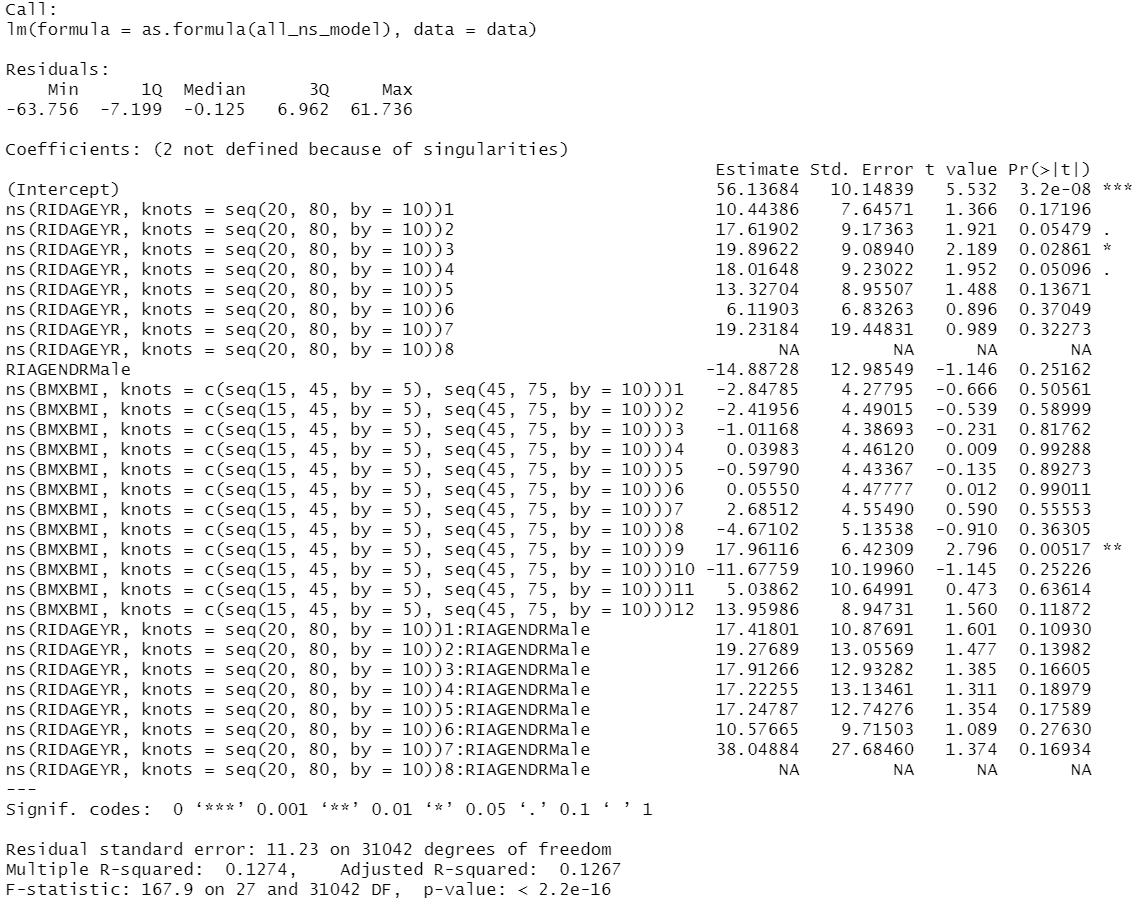 Call:
lm(formula = as.formula(all_ns_model), data = data)

Residuals:
    Min      1Q  Median      3Q     Max
-63.756  -7.199  -0.125   6.962  61.736

Coefficients: (2 not defined because of singularities)
                                                            Estimate Std. Error t value Pr(>|t|)
(Intercept)                                                 56.13684   10.14839   5.532  3.2e-08 ***
ns(RIDAGEYR, knots = seq(20, 80, by = 10))1                 10.44386    7.64571   1.366  0.17196
ns(RIDAGEYR, knots = seq(20, 80, by = 10))2                 17.61902    9.17363   1.921  0.05479 .
ns(RIDAGEYR, knots = seq(20, 80, by = 10))3                 19.89622    9.08940   2.189  0.02861 *
ns(RIDAGEYR, knots = seq(20, 80, by = 10))4                 18.01648    9.23022   1.952  0.05096 .
ns(RIDAGEYR, knots = seq(20, 80, by = 10))5                 13.32704    8.95507   1.488  0.13671
ns(RIDAGEYR, knots = seq(20, 80, by = 10))6                  6.11903    6.83263   0.896  0.37049
ns(RIDAGEYR, knots = seq(20, 80, by = 10))7                 19.23184   19.44831   0.989  0.32273
ns(RIDAGEYR, knots = seq(20, 80, by = 10))8                       NA         NA      NA       NA
RIAGENDRMale                                               -14.88728   12.98549  -1.146  0.25162
ns(BMXBMI, knots = c(seq(15, 45, by = 5), seq(45, 75, by = 10)))1   -2.84785    4.27795  -0.666  0.50561
ns(BMXBMI, knots = c(seq(15, 45, by = 5), seq(45, 75, by = 10)))2   -2.41956    4.49015  -0.539  0.58999
ns(BMXBMI, knots = c(seq(15, 45, by = 5), seq(45, 75, by = 10)))3   -1.01168    4.38693  -0.231  0.81762
ns(BMXBMI, knots = c(seq(15, 45, by = 5), seq(45, 75, by = 10)))4    0.03983    4.46120   0.009  0.99288
ns(BMXBMI, knots = c(seq(15, 45, by = 5), seq(45, 75, by = 10)))5   -0.59790    4.43367  -0.135  0.89273
ns(BMXBMI, knots = c(seq(15, 45, by = 5), seq(45, 75, by = 10)))6    0.05550    4.47777   0.012  0.99011
ns(BMXBMI, knots = c(seq(15, 45, by = 5), seq(45, 75, by = 10)))7    2.68512    4.55490   0.590  0.55553
ns(BMXBMI, knots = c(seq(15, 45, by = 5), seq(45, 75, by = 10)))8   -4.67102    5.13538  -0.910  0.36305
ns(BMXBMI, knots = c(seq(15, 45, by = 5), seq(45, 75, by = 10)))9   17.96116    6.42309   2.796  0.00517 **
ns(BMXBMI, knots = c(seq(15, 45, by = 5), seq(45, 75, by = 10)))10 -11.67759   10.19960  -1.145  0.25226
ns(BMXBMI, knots = c(seq(15, 45, by = 5), seq(45, 75, by = 10)))11   5.03862   10.64991   0.473  0.63614
ns(BMXBMI, knots = c(seq(15, 45, by = 5), seq(45, 75, by = 10)))12  13.95986    8.94731   1.560  0.11872
ns(RIDAGEYR, knots = seq(20, 80, by = 10))1:RIAGENDRMale    17.41801   10.87691   1.601  0.10930
ns(RIDAGEYR, knots = seq(20, 80, by = 10))2:RIAGENDRMale    19.27689   13.05569   1.477  0.13982
ns(RIDAGEYR, knots = seq(20, 80, by = 10))3:RIAGENDRMale    17.91266   12.93282   1.385  0.16605
ns(RIDAGEYR, knots = seq(20, 80, by = 10))4:RIAGENDRMale    17.22255   13.13461   1.311  0.18979
ns(RIDAGEYR, knots = seq(20, 80, by = 10))5:RIAGENDRMale    17.24787   12.74276   1.354  0.17589
ns(RIDAGEYR, knots = seq(20, 80, by = 10))6:RIAGENDRMale    10.57665    9.71503   1.089  0.27630
ns(RIDAGEYR, knots = seq(20, 80, by = 10))7:RIAGENDRMale    38.04884   27.68460   1.374  0.16934
ns(RIDAGEYR, knots = seq(20, 80, by = 10))8:RIAGENDRMale          NA         NA      NA       NA
---
Signif. codes:  0 ‘***’ 0.001 ‘**’ 0.01 ‘*’ 0.05 ‘.’ 0.1 ‘ ’ 1

Residual standard error: 11.23 on 31042 degrees of freedom
Multiple R-squared:  0.1274,	Adjusted R-squared:  0.1267
F-statistic: 167.9 on 27 and 31042 DF,  p-value: < 2.2e-16